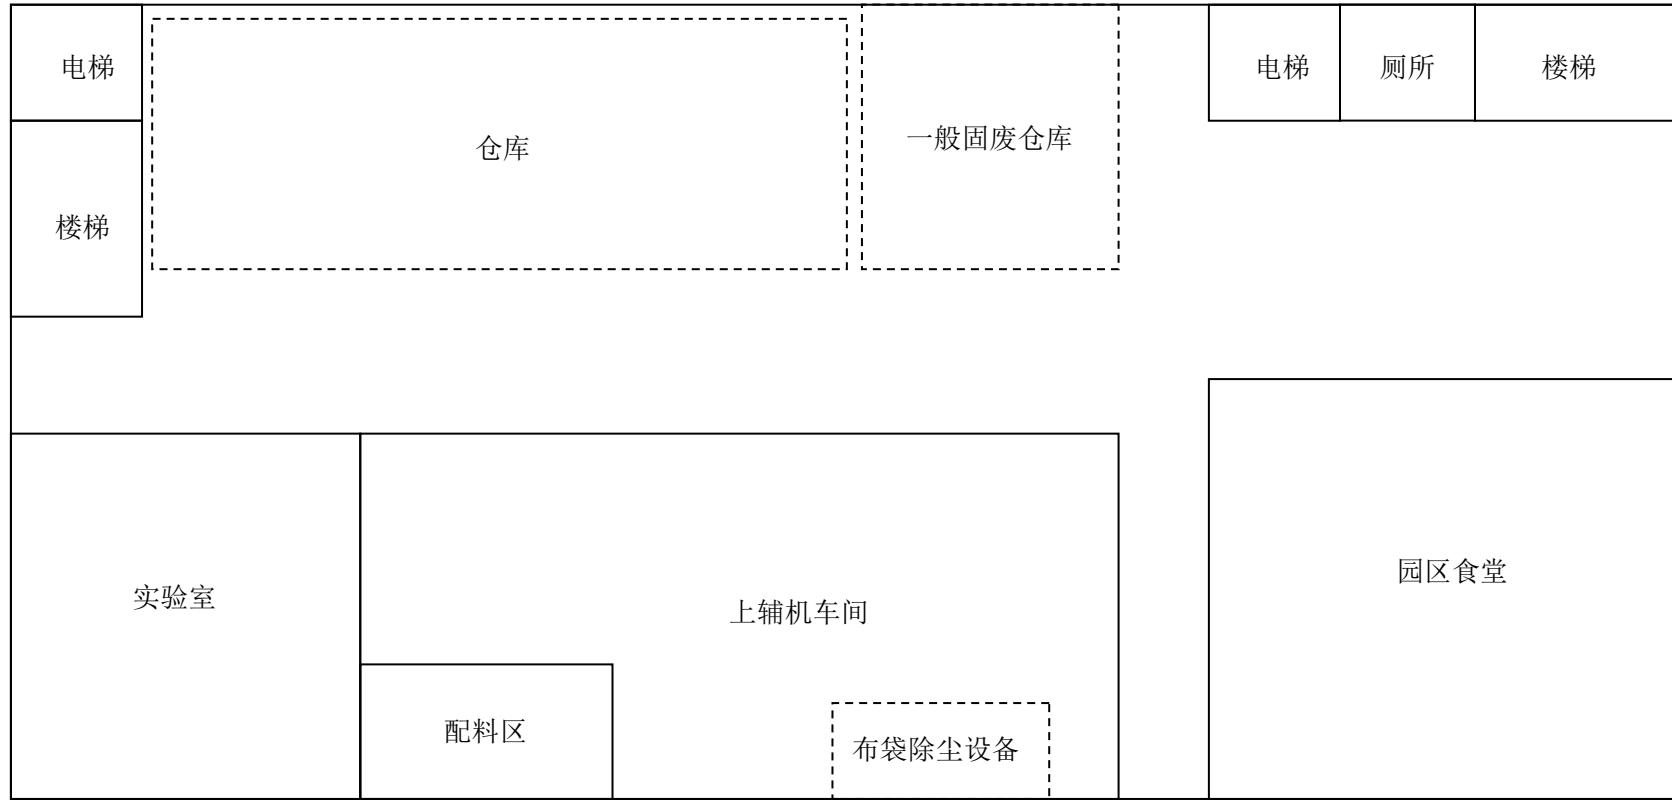 电梯
厕所
楼梯
电梯
一般固废仓库
仓库
楼梯
园区食堂
实验室
上辅机车间
配料区
布袋除尘设备